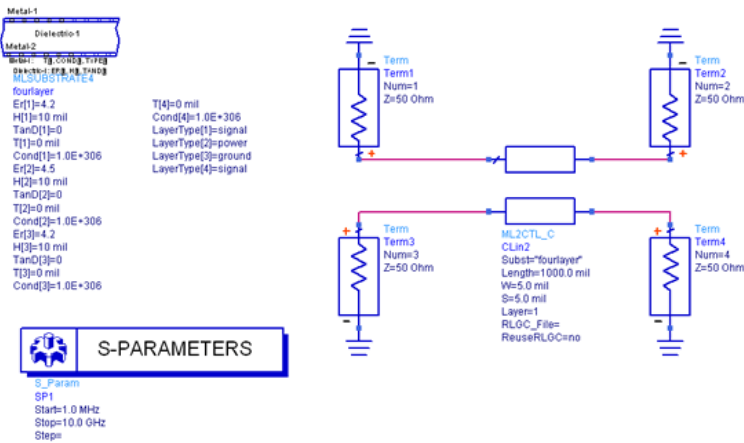 Metal-1
Dielectric-1
Metal-2
MLSUBSTRATE4
fourlayer
Er[1]=4.2
H[1]=10 mil
TanD[1]=0
T[1]=0 mil
Cond[1]=1.0E+306
Er[2]=4.5
H[2]=10 mil
TanD[2]=0
T[2]=0 mil
Cond[2]=1.0E+306
Er[3]=4.2
H[3]=10 mil
TanD[3]=0
T[3]=0 mil
Cond[3]=1.0E+306
T[4]=0 mil
Cond[4]=1.0E+306
LayerType[1]=signal
LayerType[2]=power
LayerType[3]=ground
LayerType[4]=signal
Term
Term1
Num=1
Z=50 Ohm
Term
Term2
Num=2
Z=50 Ohm
Term
Term3
Num=3
Z=50 Ohm
ML2CTL_C
CLin2
Subst="fourlayer"
Length=1000.0 mil
W=5.0 mil
S=5.0 mil
Layer=1
RLGC_File=
ReuseRLGC=no
Term
Term4
Num=4
Z=50 Ohm
S-PARAMETERS
S_Param
SP1
Start=1.0 MHz
Stop=10.0 GHz
Step=